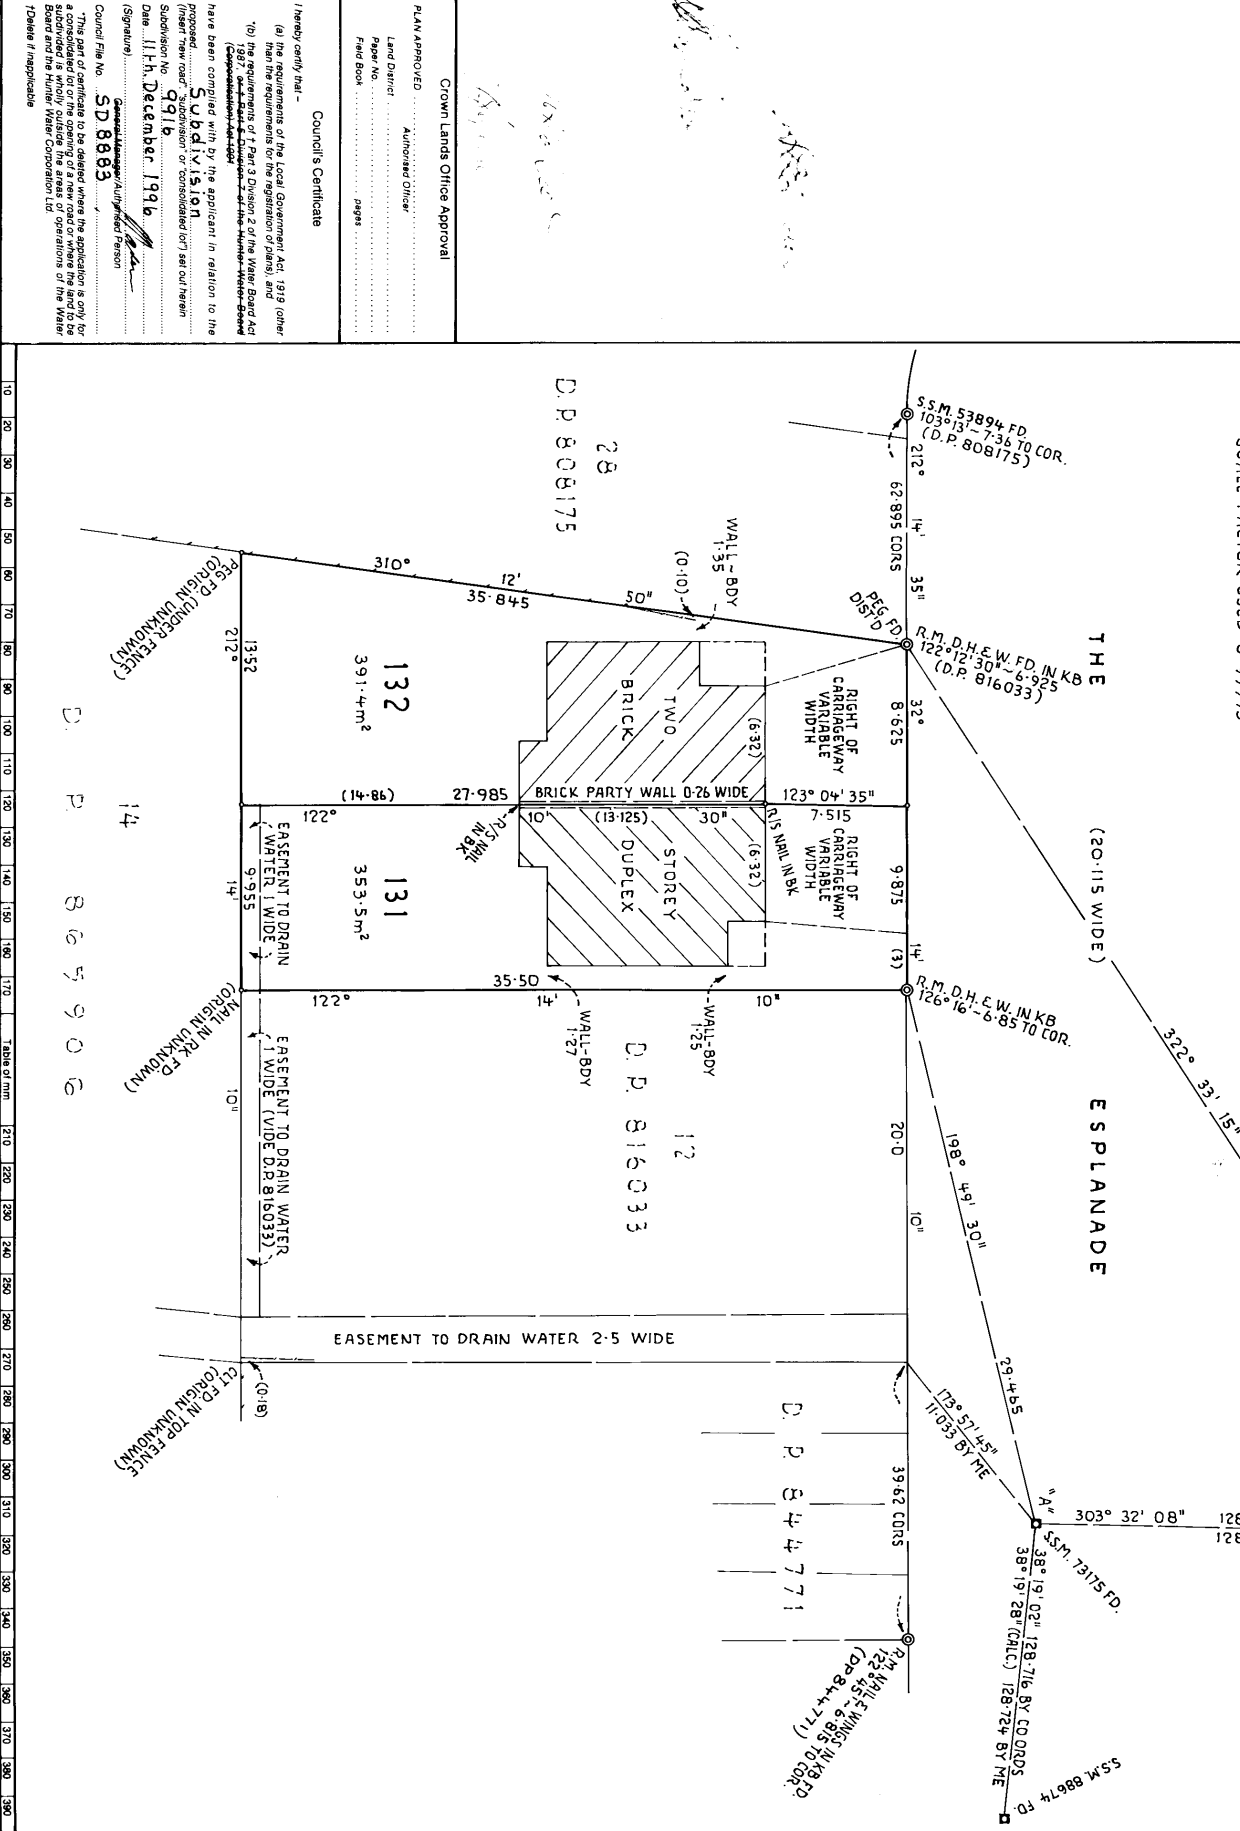 Crown Lands Office Approval
PLAN APPROVED
Authorised Officer
Land District
Paper No.
Field Book pages
Council's Certificate
I hereby certify that –
(a) the requirements of the Local Government Act, 1919 (other
than the requirements for the registration of plans), and
*(b) the requirements of † Part 3 Division 2 of the Water Board Act
1987, or † Part 5 Division 7 of the Hunter Water Board
(Corporatisation) Act 1991
have been complied with by the applicant in relation to the
proposed Subdivision
(insert "new road", "subdivision" or "consolidated lot") set out herein
Subdivision No. 9916
Date 11th December 1996
(Signature)
General Manager/Authorised Person
Council File No. SD 8883
*This part of certificate to be deleted where the application is only for
a consolidated lot or the opening of a new road or where the land to be
subdivided is wholly outside the areas of operations of the Water
Board and the Hunter Water Corporation Ltd.
†Delete if inapplicable
THE ESPLANADE
(20·115 WIDE)
S.S.M. 53894 FD.
103°13' ~ 7·36 TO COR.
(D.P. 808175)
212° 14' 35"
62·895 CORS
PEG FD.
DIST'D
R.M. D.H. & W. FD. IN KB
122°12'30" ~ 6·925
(D.P. 816033)
322° 33' 15"
32° 14' 10"
8·625
9·875
(3)
20·0
R.M. D.H. & W. IN KB
126°16' ~ 6·85 TO COR.
198° 49' 30"
29·465
173° 57' 45"
11·033 BY ME
"A"
303° 32' 08"
128
128
S.S.M. 73175 FD.
38° 19' 02" 128·716 BY CO ORDS
38° 19' 28" (CALC.) 128·724 BY ME
S.S.M. 88674 FD.
39·62 CORS
R.M. NAIL & WINGS IN KB FD.
122°45' ~ 6·815 TO COR.
(DP 844771)
D. P. 844771
28
D. P. 808175
WALL ~ BDY
1·35
(0·10)
310° 12' 50"
35·845
RIGHT OF
CARRIAGEWAY
VARIABLE
WIDTH
RIGHT OF
CARRIAGEWAY
VARIABLE
WIDTH
TWO STOREY
BRICK DUPLEX
(6·32)
(6·32)
BRICK PARTY WALL 0·26 WIDE
123° 04' 35"
7·515
R/S NAIL IN BK
R/S NAIL
IN BK
(13·125)
27·985
(14·86)
122° 10' 30"
132
391·4m²
131
353·5m²
122° 14' 10"
35·50
WALL-BDY
1·25
WALL-BDY
1·27
12
D. P. 816033
EASEMENT TO DRAIN
WATER 1 WIDE
EASEMENT TO DRAIN WATER
1 WIDE (VIDE D.P. 816033)
EASEMENT TO DRAIN WATER 2·5 WIDE
13·52
9·955
212° 14' 10"
PEG FD. (UNDER FENCE)
(ORIGIN UNKNOWN)
NAIL IN RK FD.
(ORIGIN UNKNOWN)
(0·18)
CUT FD. IN TOP FENCE
(ORIGIN UNKNOWN)
14
D. P. 865906
10 20 30 40 50 60 70 80 90 100 110 120 130 140 150 160 170 Table of mm 210 220 230 240 250 260 270 280 290 300 310 320 330 340 350 360 370 380 390